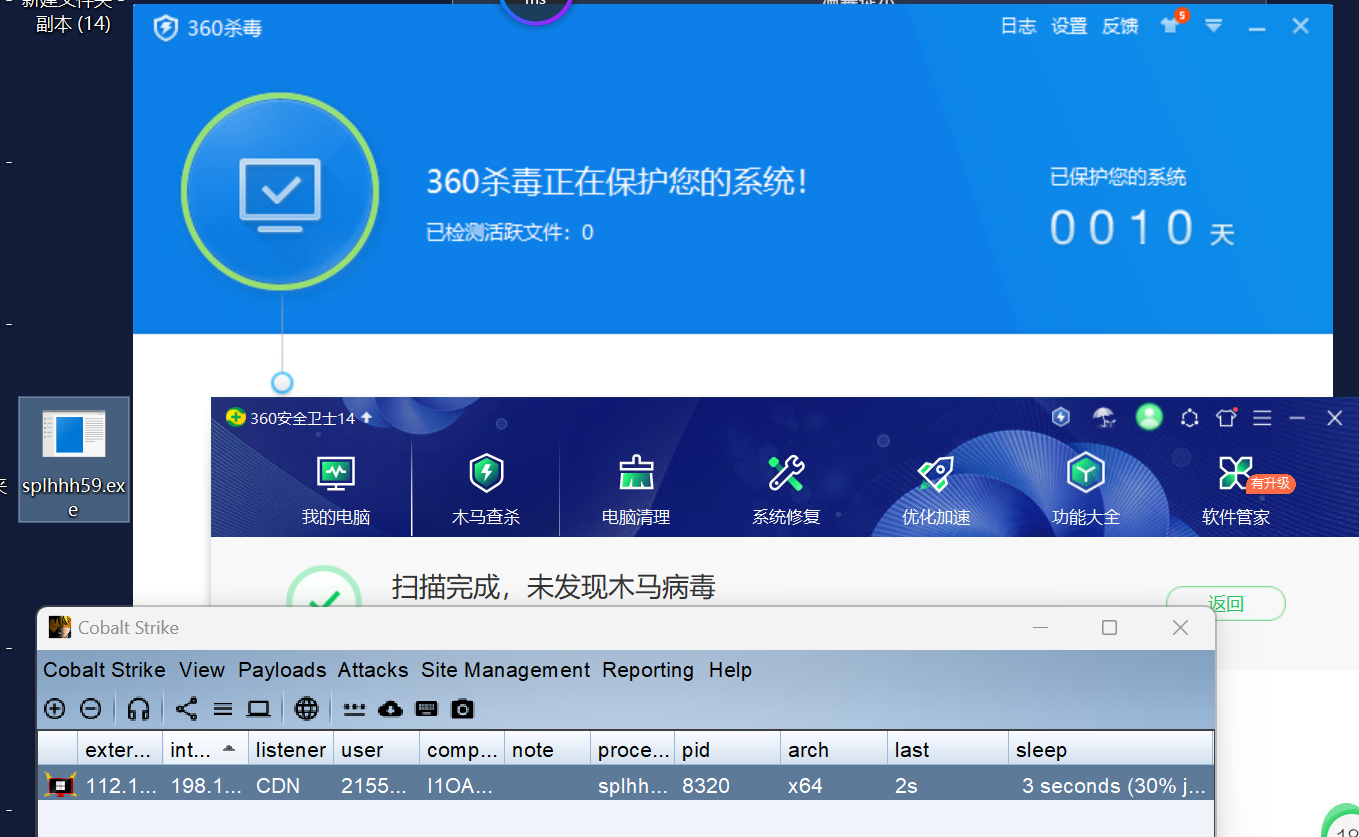 副本 (14)
360杀毒
日志 设置 反馈
5
360杀毒正在保护您的系统!
已检测活跃文件: 0
已保护您的系统
0010 天
splhhh59.ex
e
360安全卫士14
我的电脑
木马查杀
电脑清理
系统修复
优化加速
功能大全
软件管家
有升级
扫描完成，未发现木马病毒
返回
Cobalt Strike
Cobalt Strike View Payloads Attacks Site Management Reporting Help
exter... int... listener user comp... note proce... pid arch last sleep
112.1... 198.1... CDN 2155... I1OA... splhh... 8320 x64 2s 3 seconds (30% j...